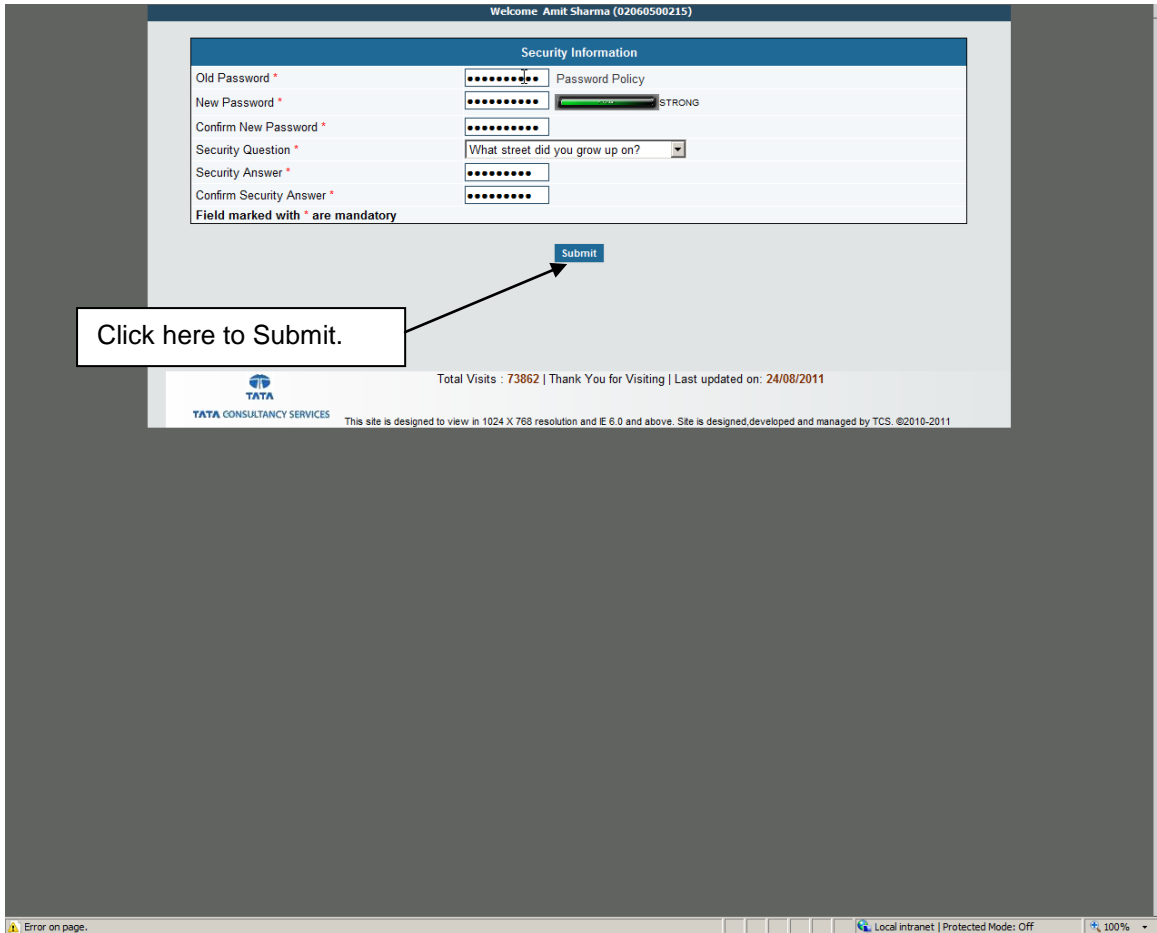 Welcome Amit Sharma (02060500215)
Security Information
Old Password * •••••••••• Password Policy
New Password * •••••••••• STRONG
Confirm New Password * ••••••••••
Security Question * What street did you grow up on?
Security Answer * •••••••••
Confirm Security Answer * •••••••••
Field marked with * are mandatory
Submit
Click here to Submit.
Total Visits : 73862 | Thank You for Visiting | Last updated on: 24/08/2011
TATA
TATA CONSULTANCY SERVICES
This site is designed to view in 1024 X 768 resolution and IE 6.0 and above. Site is designed,developed and managed by TCS. ©2010-2011
Error on page. Local intranet | Protected Mode: Off 100%